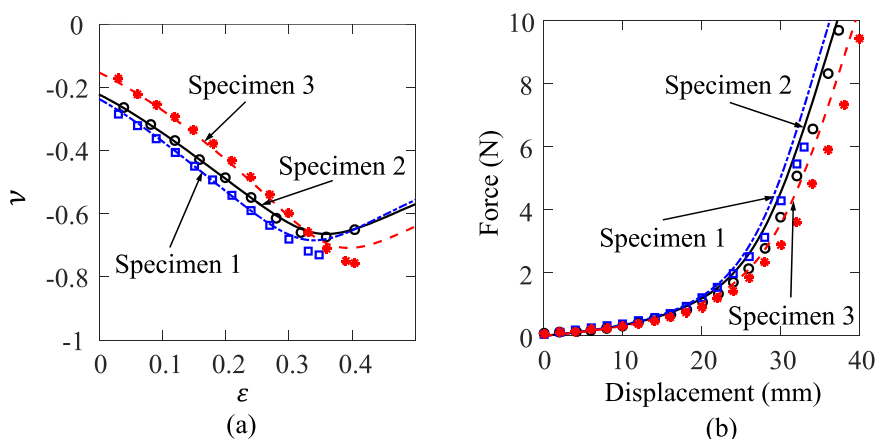 0
-0.2
-0.4
-0.6
-0.8
-1
ν
0
0.1
0.2
0.3
0.4
ε
Specimen 3
Specimen 2
Specimen 1
(a)
10
8
6
4
2
0
Force (N)
0
10
20
30
40
Displacement (mm)
Specimen 2
Specimen 1
Specimen 3
(b)